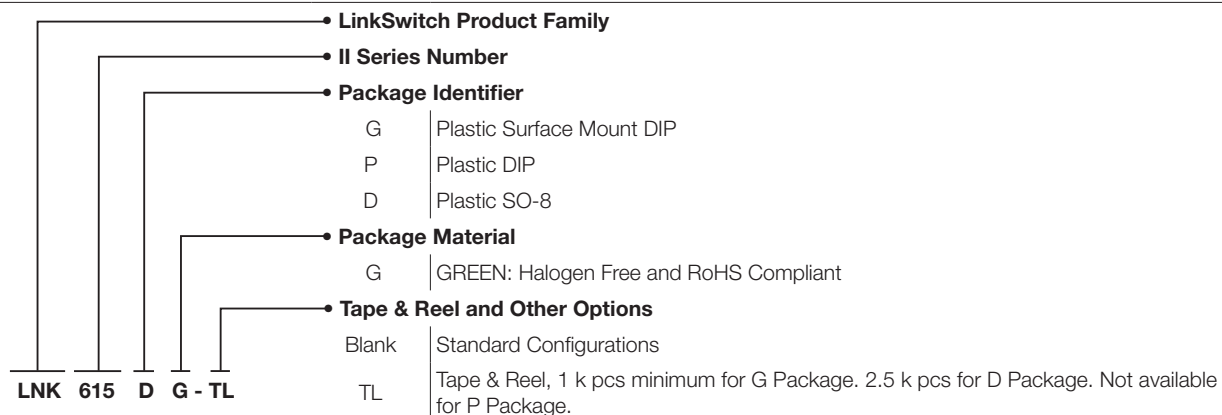 LinkSwitch Product Family
II Series Number
Package Identifier
G Plastic Surface Mount DIP
P Plastic DIP
D Plastic SO-8
Package Material
G GREEN: Halogen Free and RoHS Compliant
Tape & Reel and Other Options
Blank Standard Configurations
TL Tape & Reel, 1 k pcs minimum for G Package. 2.5 k pcs for D Package. Not available
for P Package.
LNK 615 D G - TL